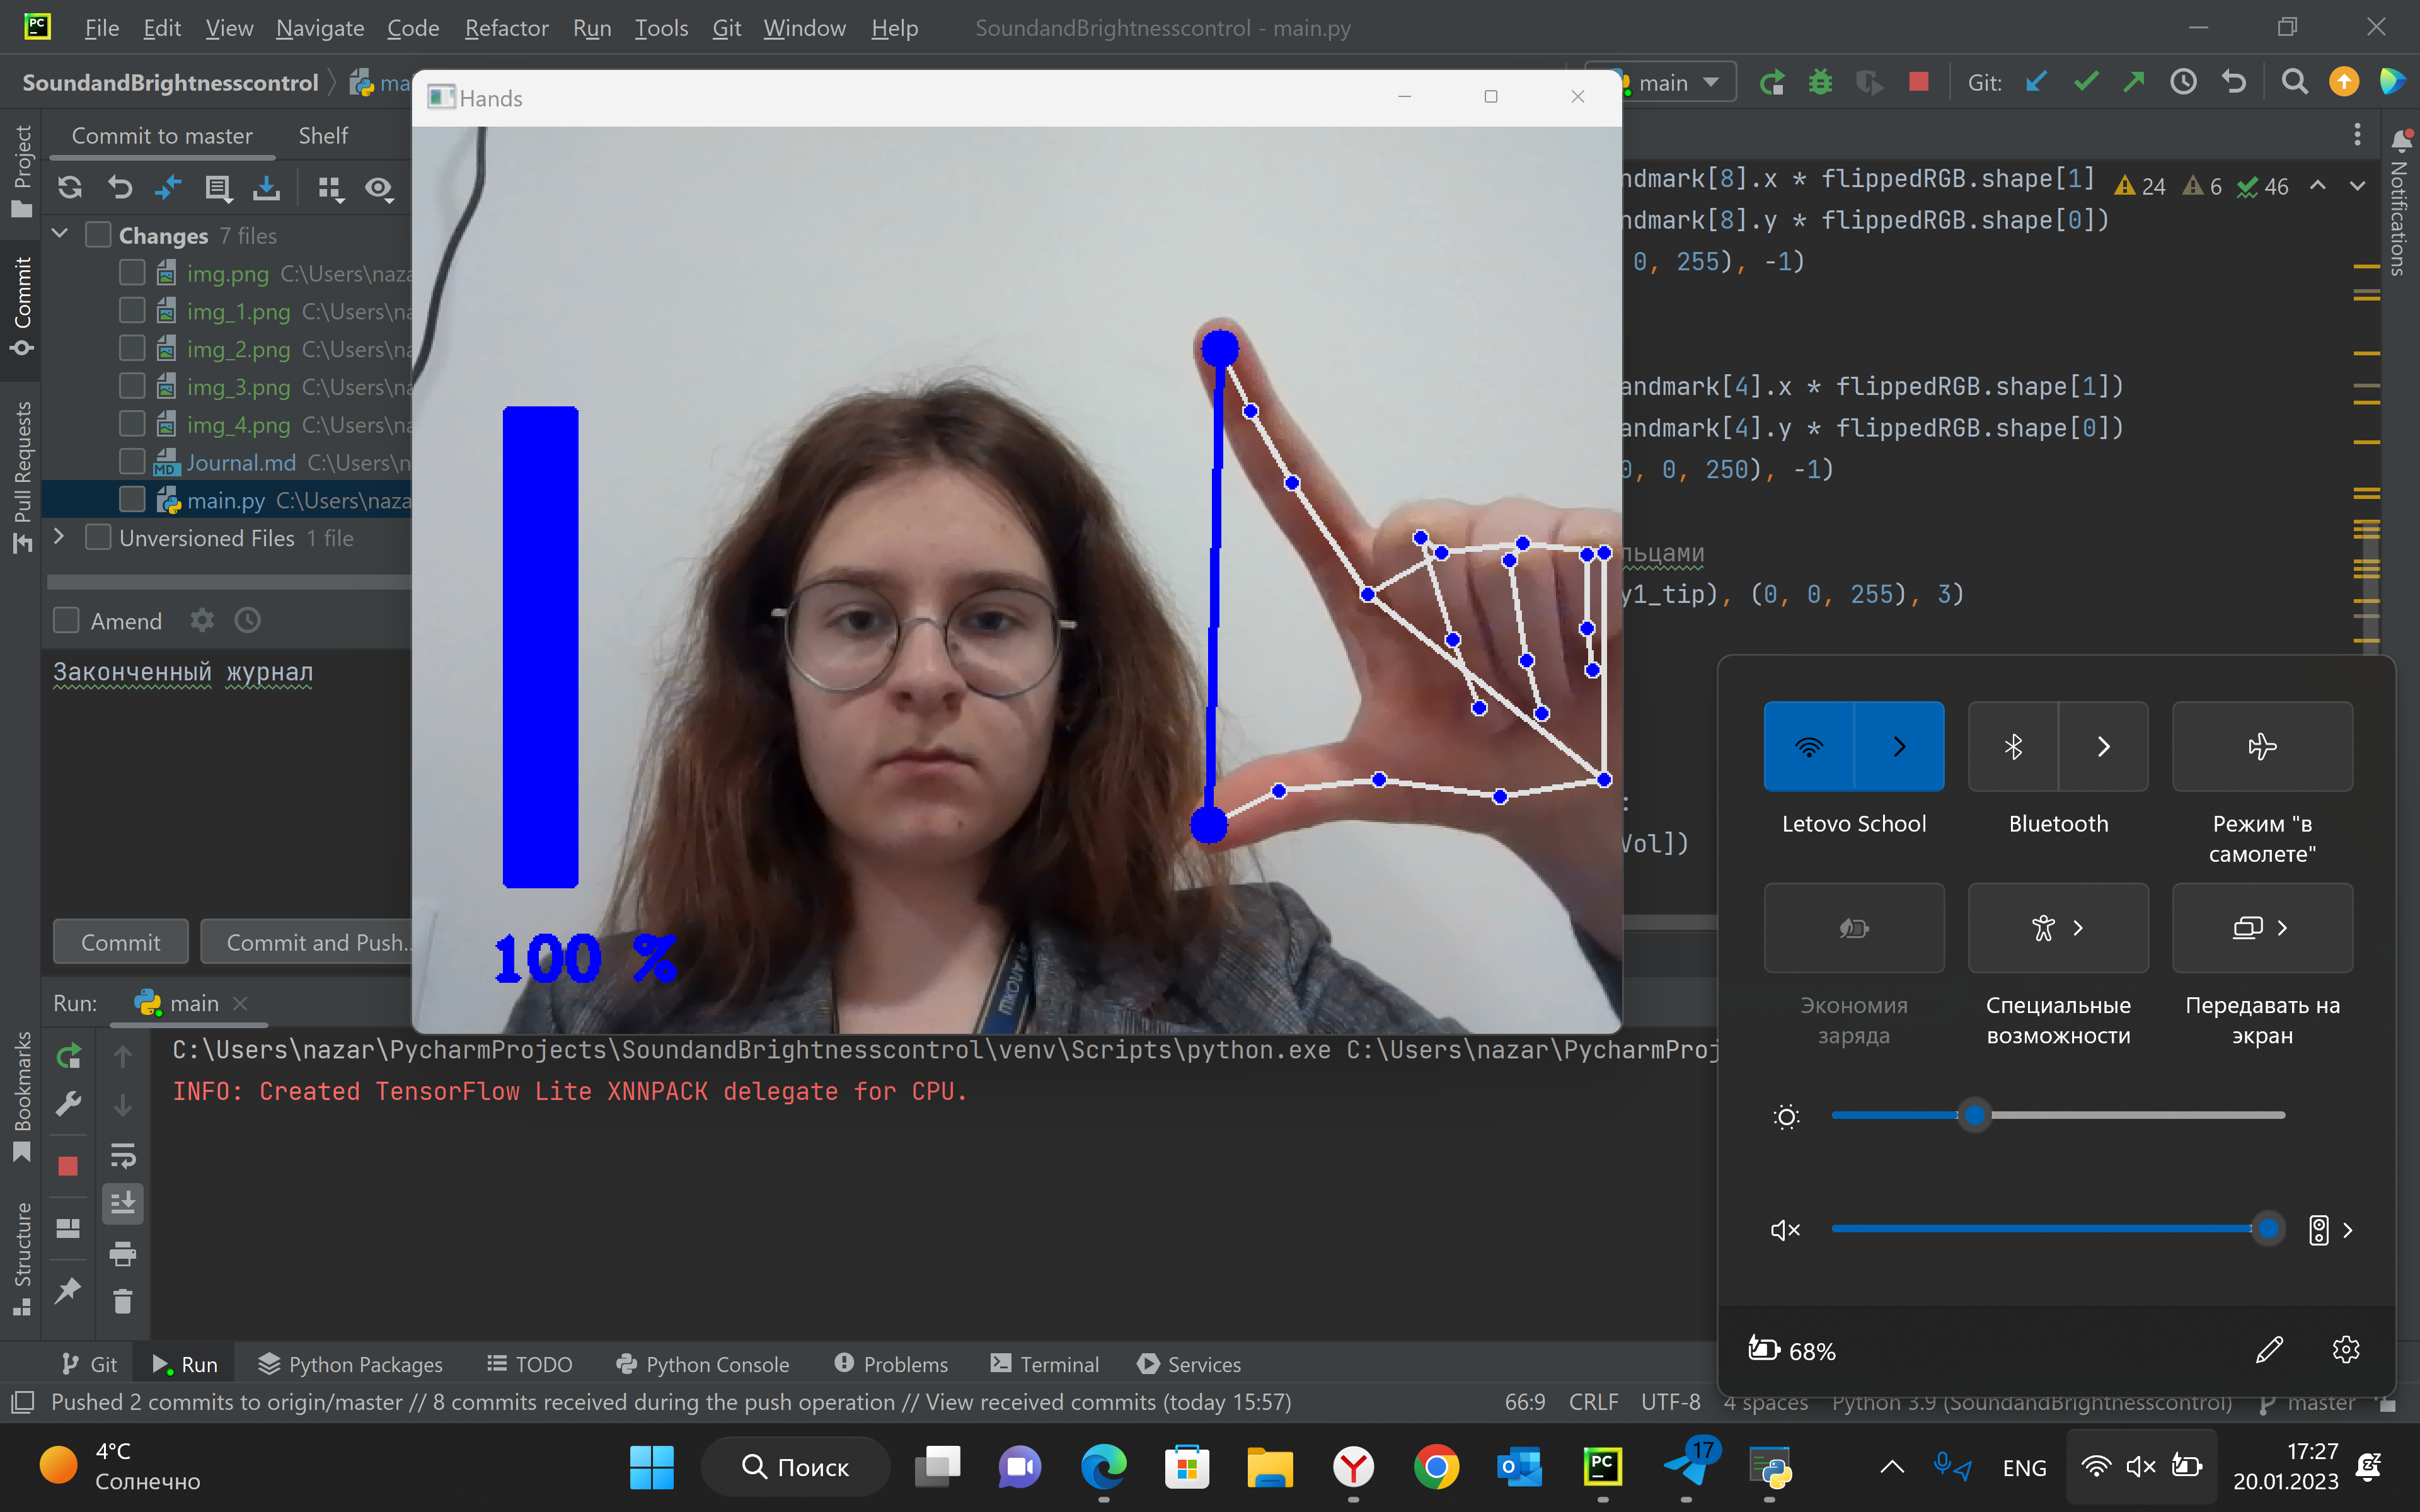 PC
File Edit View Navigate Code Refactor Run Tools Git Window Help SoundandBrightnesscontrol - main.py
SoundandBrightnesscontrol
main
Git:
Hands
Project
Commit
Pull Requests
Bookmarks
Structure
Notifications
Commit to master Shelf
Changes 7 files
img.png C:\Users\naza
img_1.png C:\Users\na
img_2.png C:\Users\na
img_3.png C:\Users\na
img_4.png C:\Users\na
MD Journal.md C:\Users\n
main.py C:\Users\naza
Unversioned Files 1 file
Amend
Законченный журнал
Commit Commit and Push..
ndmark[8].x * flippedRGB.shape[1]
24 6 46
ndmark[8].y * flippedRGB.shape[0])
0, 255), -1)
andmark[4].x * flippedRGB.shape[1])
andmark[4].y * flippedRGB.shape[0])
0, 0, 250), -1)
льцами
y1_tip), (0, 0, 255), 3)
:
Vol])
100 %
Letovo School
Bluetooth
Режим "в
самолете"
Экономия
заряда
Специальные
возможности
Передавать на
экран
68%
Run: main
C:\Users\nazar\PycharmProjects\SoundandBrightnesscontrol\venv\Scripts\python.exe C:\Users\nazar\PycharmProj
INFO: Created TensorFlow Lite XNNPACK delegate for CPU.
Git Run Python Packages TODO Python Console Problems Terminal Services
Pushed 2 commits to origin/master // 8 commits received during the push operation // View received commits (today 15:57)
66:9 CRLF UTF-8 4 spaces Python 3.9 (SoundandBrightnesscontrol) master
4°C
Солнечно
Поиск
PC
17
ENG
17:27
20.01.2023